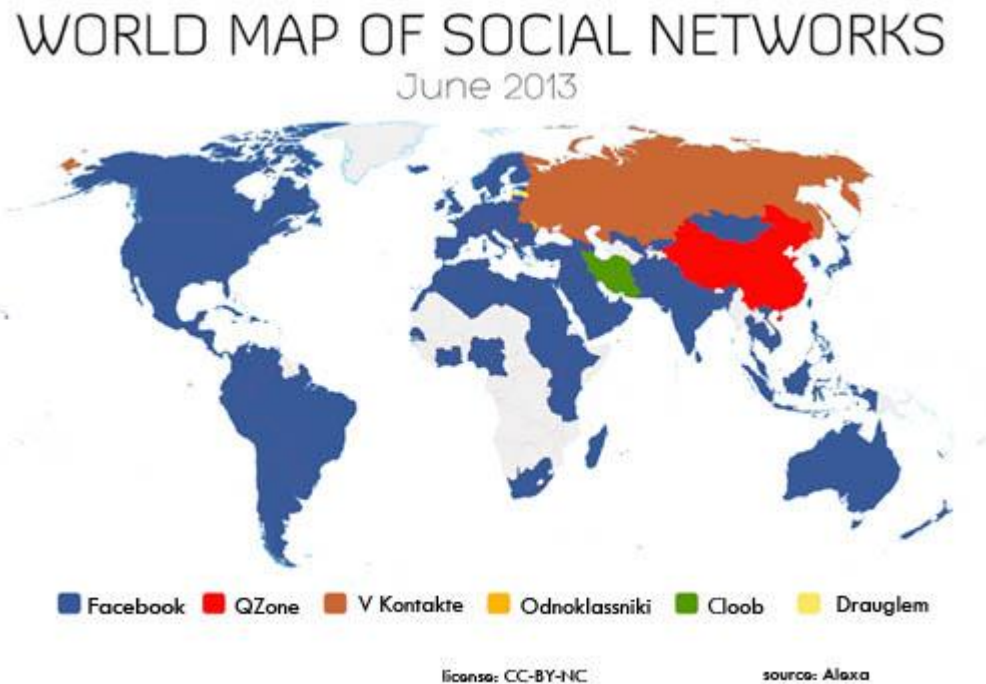 WORLD MAP OF SOCIAL NETWORKS
June 2013
Facebook QZone V Kontakte Odnoklassniki Cloob Drauglem
license: CC-BY-NC source: Alexa